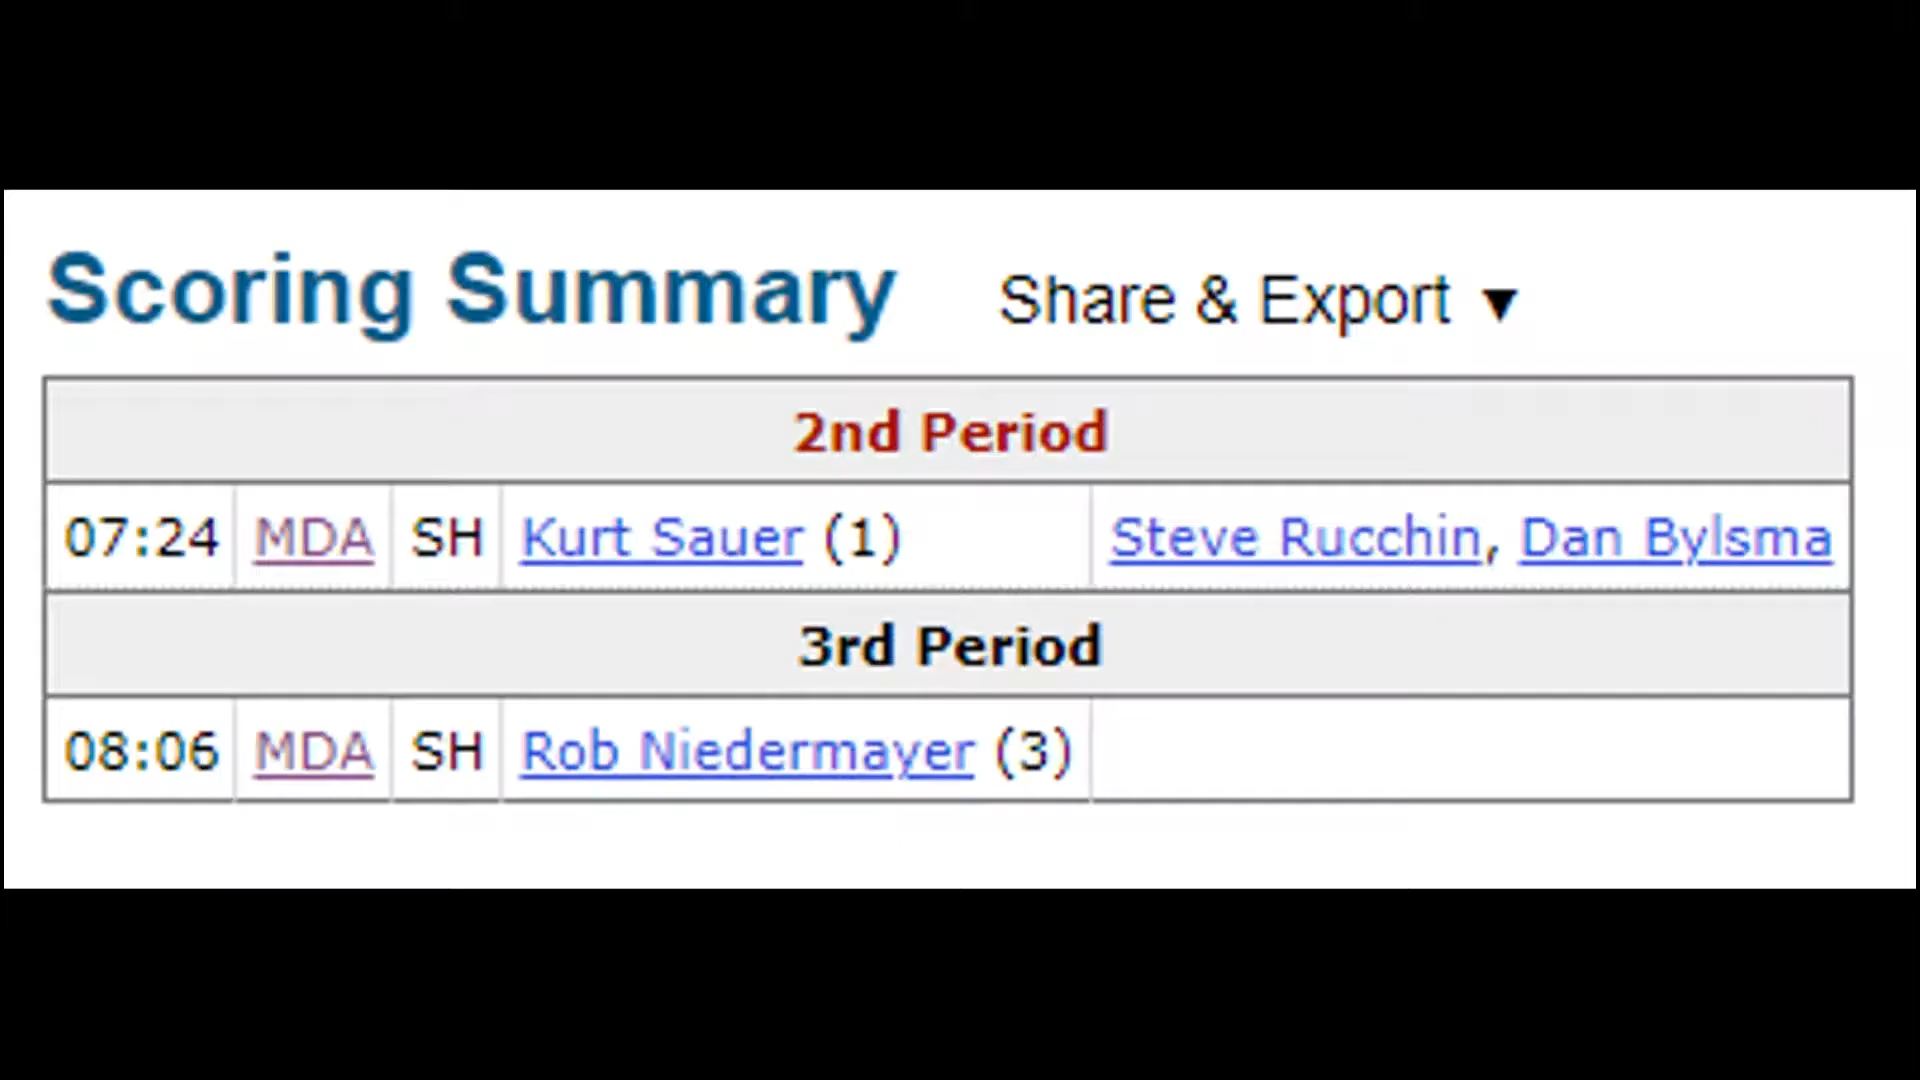 Scoring Summary Share & Export ▼
2nd Period
07:24 MDA SH Kurt Sauer (1) Steve Rucchin, Dan Bylsma
3rd Period
08:06 MDA SH Rob Niedermayer (3)